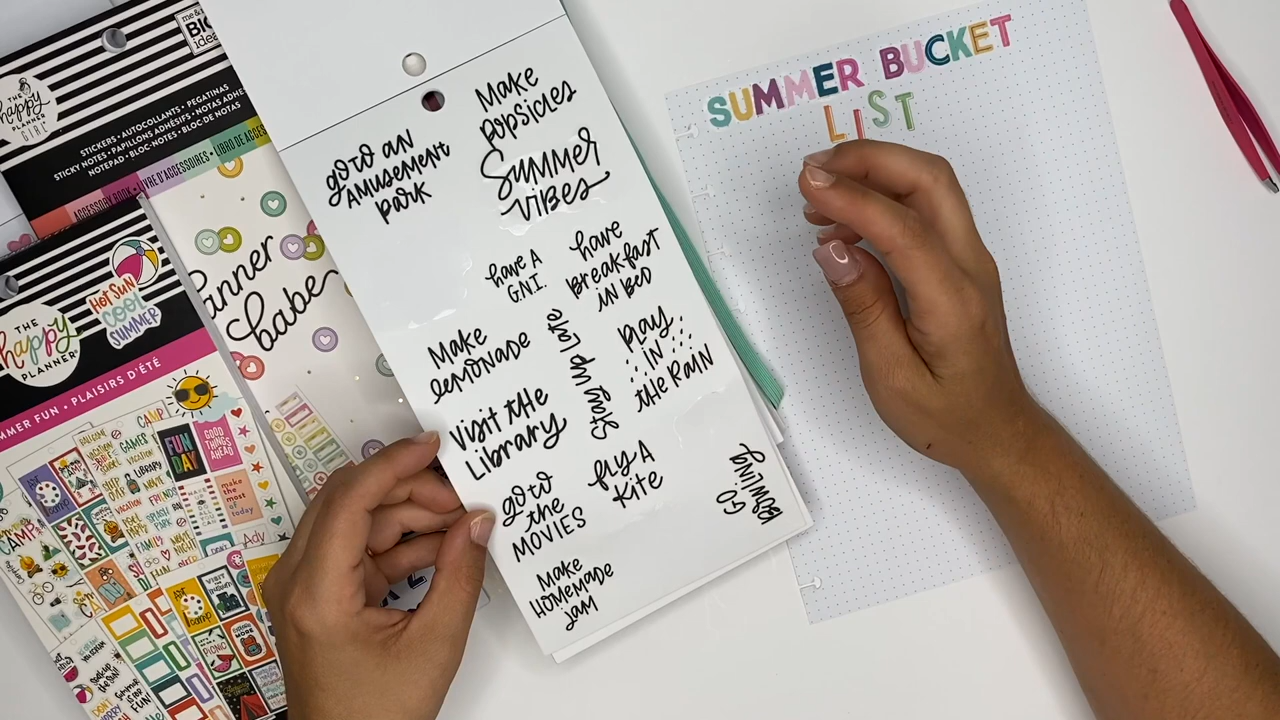 me & my
BIG
ideas
THE
happy
PLANNER
GIRL
STICKERS • AUTOCOLLANTS • PEGATINAS
STICKY NOTES • PAPILLONS ADHÉSIFS • NOTAS ADHE
NOTEPAD • BLOC-NOTES • BLOC DE NOTAS
ACCESSORY BOOK • LIVRE D'ACCESSOIRES • LIBRO DE ACCES
anner
babe
THE
happy
PLANNER
HOT SUN
COOL
SUMMER
MMER FUN • PLAISIRS D'ÉTÉ
FUN
DAY
GOOD
THINGS
AHEAD
make the
most of
today
go to AN
AMUSEMENT
PARK
Make
popsicles
SUMMER
VIBES
have A
G.N.I.
have
breakfast
IN BED
Make
lemonade
Stay up Late
play
IN
the RAIN
Visit the
Library
go to
the
MOVIES
fly A
Kite
GO
Bowling
Make
HOMEMADE
JAM
SUMMER BUCKET
LIST